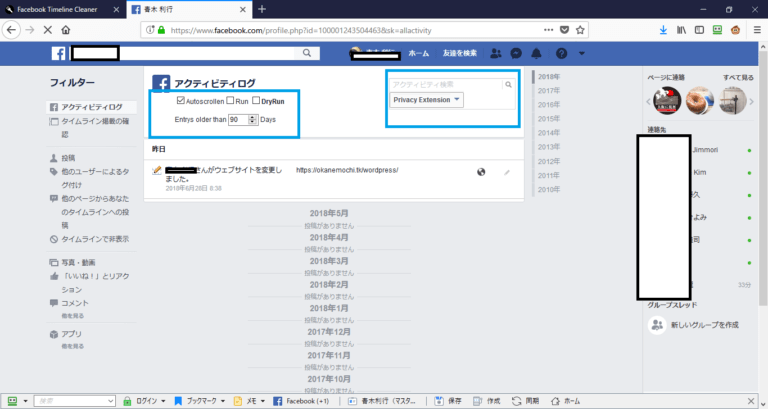 Facebook Timeline Cleaner
春木 利行
https://www.facebook.com/profile.php?id=100001243504463&sk=allactivity
ホーム
友達を検索
フィルター
アクティビティログ
タイムライン掲載の確
認
投稿
他のユーザーによるタ
グ付け
他のページからあなた
のタイムラインへの投
稿
タイムラインで非表示
写真・動画
「いいね！」とリアク
ション
コメント
他を見る
アプリ
他を見る
アクティビティログ
Autoscrollen Run DryRun
Entrys older than 90 Days
アクティビティ検索
Privacy Extension
昨日
さんがウェブサイトを変更し
ました。
https://okanemochi.tk/wordpress/
2018年6月28日 8:38
2018年5月
投稿がありません
2018年4月
投稿がありません
2018年3月
投稿がありません
2018年2月
投稿がありません
2018年1月
投稿がありません
2017年12月
投稿がありません
2017年11月
投稿がありません
2017年10月
投稿がありません
2018年
2017年
2016年
2015年
2014年
2013年
2012年
2011年
2010年
ページに連絡 すべて見る
連絡先
Jimmori
Kim
久
よみ
司
33分
グループスレッド
新しいグループを作成
検索
ログイン
ブックマーク
メモ
Facebook (+1)
春木利行（マスタ...
保存
作成
同期
ホーム